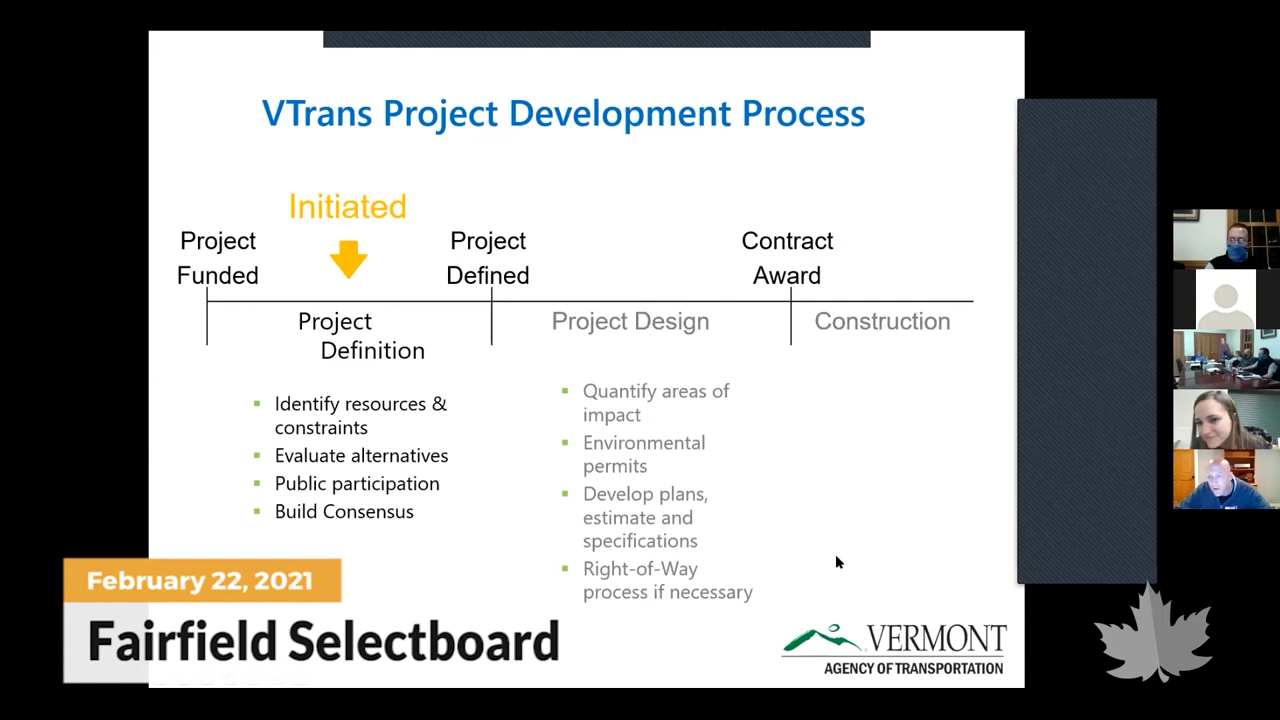 VTrans Project Development Process
Initiated
Project
Funded
Project
Defined
Contract
Award
Project
Definition
Project Design
Construction
Identify resources &
constraints
Evaluate alternatives
Public participation
Build Consensus
Quantify areas of
impact
Environmental
permits
Develop plans,
estimate and
specifications
Right-of-Way
process if necessary
February 22, 2021
Fairfield Selectboard
VERMONT
AGENCY OF TRANSPORTATION